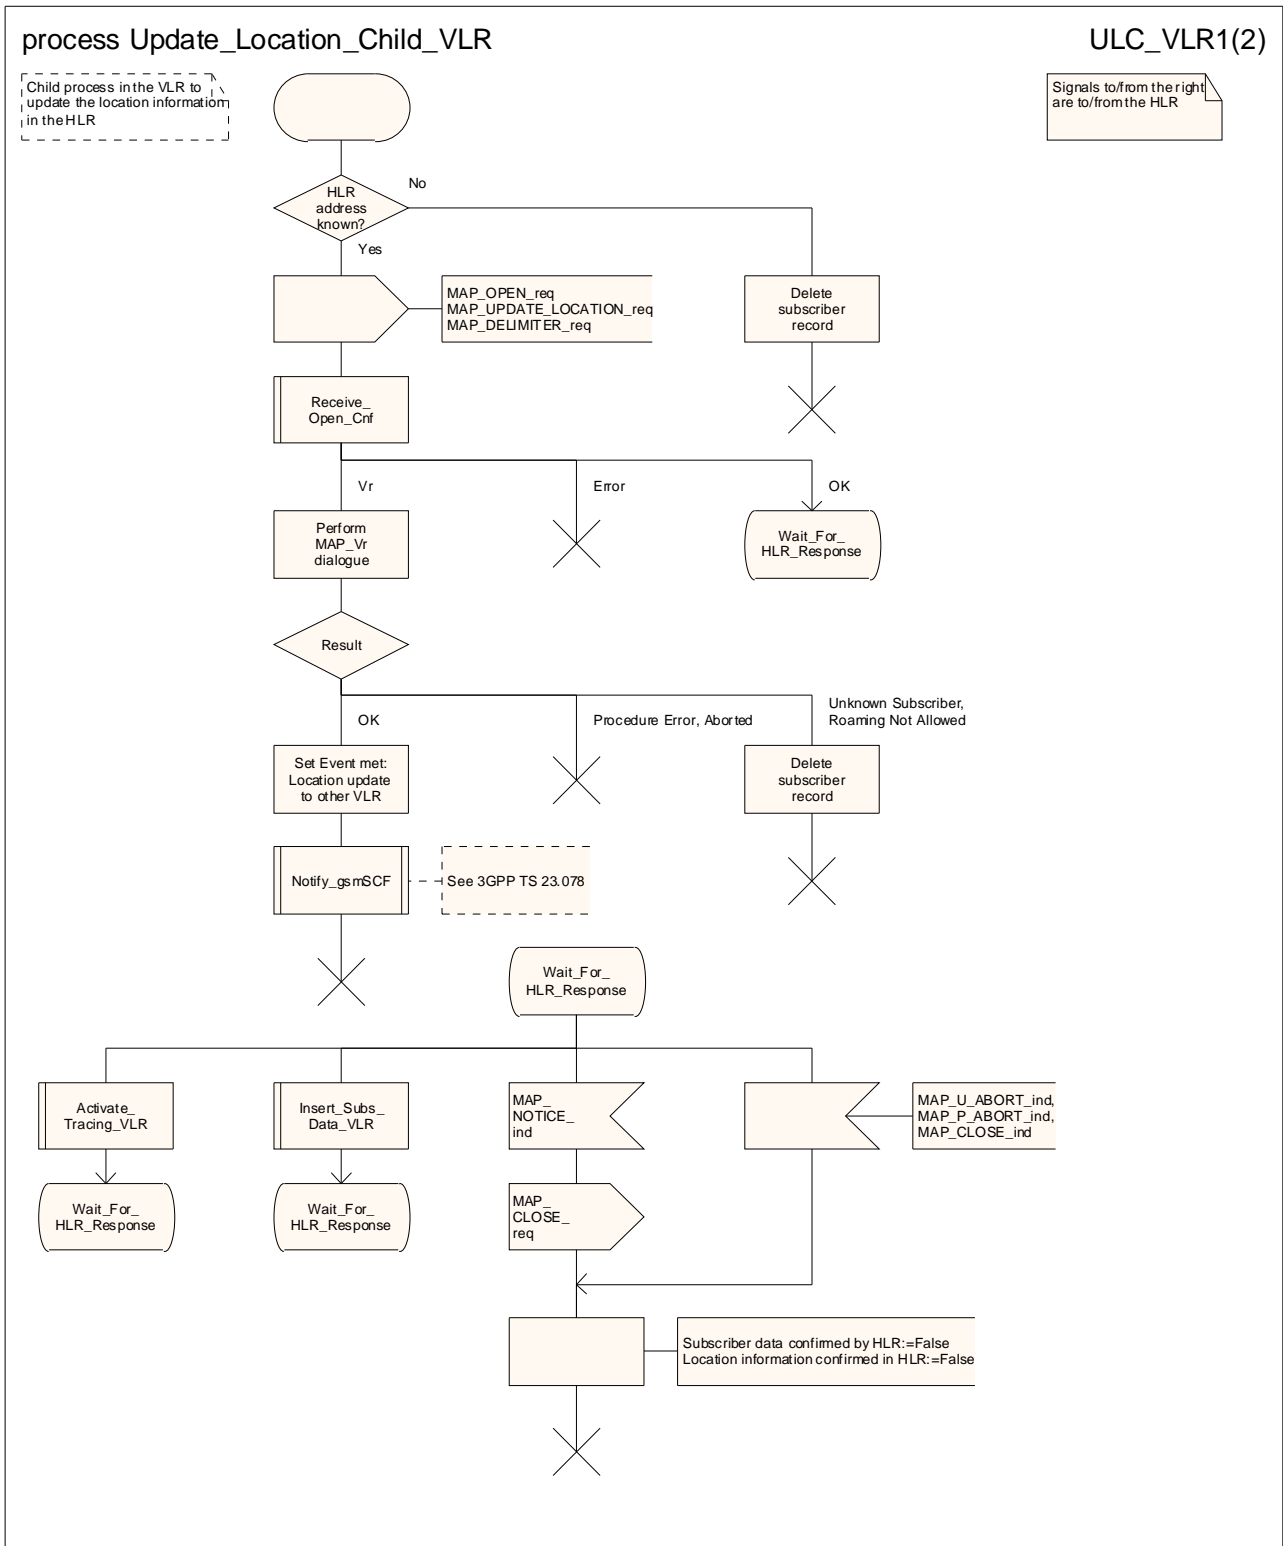 process Update_Location_Child_VLR
ULC_VLR1(2)
Child process in the VLR to
update the location information
in the HLR
Signals to/from the right
are to/from the HLR
HLR
address
known?
No
Yes
MAP_OPEN_req
MAP_UPDATE_LOCATION_req
MAP_DELIMITER_req
Delete
subscriber
record
Receive_
Open_Cnf
Vr
Error
OK
Perform
MAP_Vr
dialogue
Wait_For_
HLR_Response
Result
OK
Procedure Error, Aborted
Unknown Subscriber,
Roaming Not Allowed
Set Event met:
Location update
to other VLR
Delete
subscriber
record
Notify_gsmSCF
See 3GPP TS 23.078
Wait_For_
HLR_Response
Activate_
Tracing_VLR
Insert_Subs_
Data_VLR
MAP_
NOTICE_
ind
MAP_U_ABORT_ind,
MAP_P_ABORT_ind,
MAP_CLOSE_ind
Wait_For_
HLR_Response
Wait_For_
HLR_Response
MAP_
CLOSE_
req
Subscriber data confirmed by HLR:=False
Location information confirmed in HLR:=False